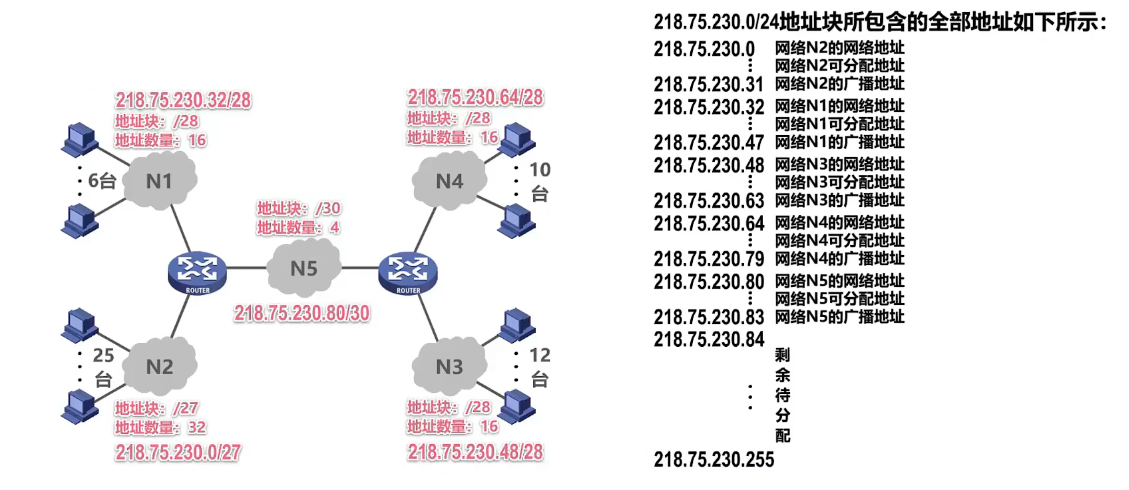 218.75.230.32/28
地址块：/28
地址数量：16
6台
N1
218.75.230.64/28
地址块：/28
地址数量：16
N4
10
台
地址块：/30
地址数量：4
N5
ROUTER
ROUTER
218.75.230.80/30
25
台
N2
地址块：/27
地址数量：32
218.75.230.0/27
N3
12
台
地址块：/28
地址数量：16
218.75.230.48/28
218.75.230.0/24地址块所包含的全部地址如下所示：
218.75.230.0 网络N2的网络地址
网络N2可分配地址
218.75.230.31 网络N2的广播地址
218.75.230.32 网络N1的网络地址
网络N1可分配地址
218.75.230.47 网络N1的广播地址
218.75.230.48 网络N3的网络地址
网络N3可分配地址
218.75.230.63 网络N3的广播地址
218.75.230.64 网络N4的网络地址
网络N4可分配地址
218.75.230.79 网络N4的广播地址
218.75.230.80 网络N5的网络地址
网络N5可分配地址
218.75.230.83 网络N5的广播地址
218.75.230.84
剩
余
待
分
配
218.75.230.255